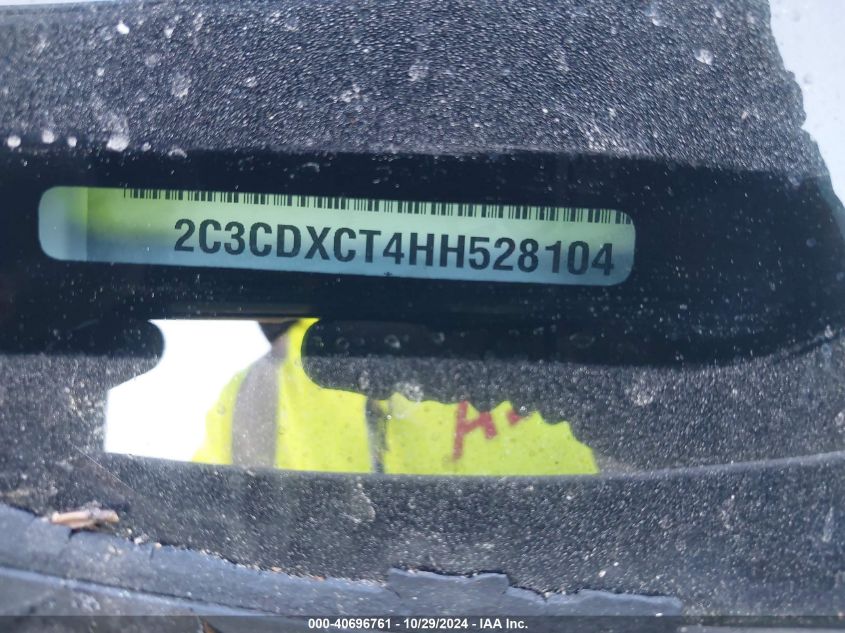 2C3CDXCT4HH528104
000-40696761 - 10/29/2024 - IAA Inc.